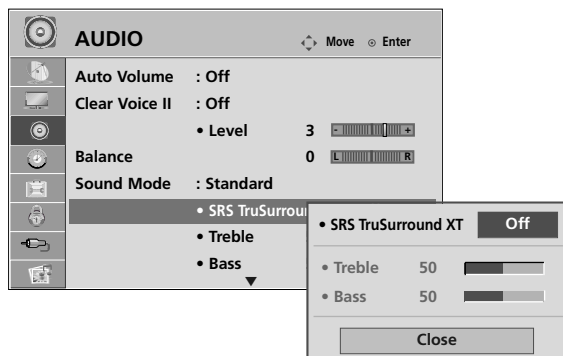 AUDIO Move Enter
Auto Volume : Off
Clear Voice II : Off
• Level 3 - +
Balance 0 L R
Sound Mode : Standard
• SRS TruSurrou
• Treble
• Bass
• SRS TruSurround XT Off
• Treble 50
• Bass 50
Close